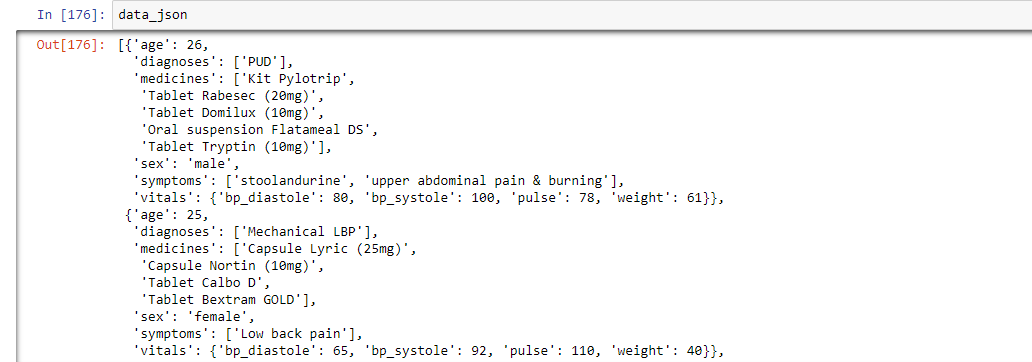 In [176]: data_json
Out[176]: [{'age': 26,
'diagnoses': ['PUD'],
'medicines': ['Kit Pylotrip',
'Tablet Rabesec (20mg)',
'Tablet Domilux (10mg)',
'Oral suspension Flatameal DS',
'Tablet Tryptin (10mg)'],
'sex': 'male',
'symptoms': ['stoolandurine', 'upper abdominal pain & burning'],
'vitals': {'bp_diastole': 80, 'bp_systole': 100, 'pulse': 78, 'weight': 61}},
{'age': 25,
'diagnoses': ['Mechanical LBP'],
'medicines': ['Capsule Lyric (25mg)',
'Capsule Nortin (10mg)',
'Tablet Calbo D',
'Tablet Bextram GOLD'],
'sex': 'female',
'symptoms': ['Low back pain'],
'vitals': {'bp_diastole': 65, 'bp_systole': 92, 'pulse': 110, 'weight': 40}},